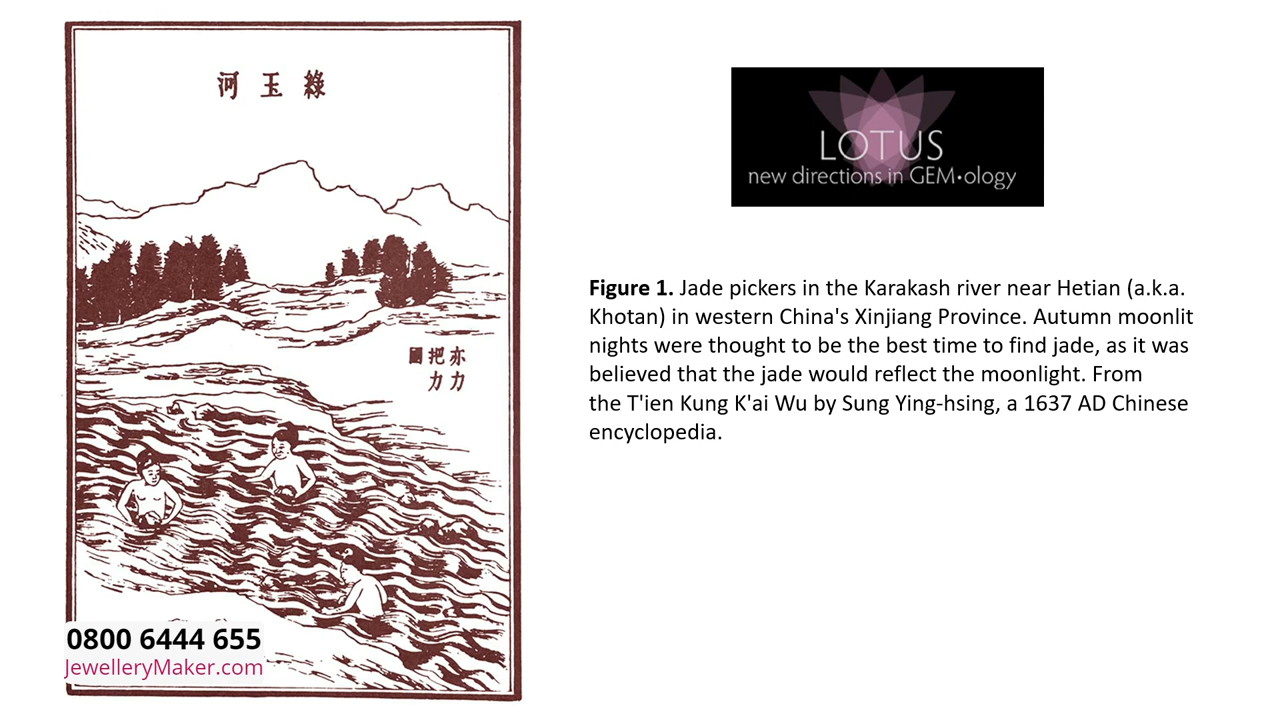 綠玉河
亦力
把力
LOTUS
new directions in GEM•ology
Figure 1. Jade pickers in the Karakash river near Hetian (a.k.a.
Khotan) in western China's Xinjiang Province. Autumn moonlit
nights were thought to be the best time to find jade, as it was
believed that the jade would reflect the moonlight. From
the T'ien Kung K'ai Wu by Sung Ying-hsing, a 1637 AD Chinese
encyclopedia.
0800 6444 655
JewelleryMaker.com